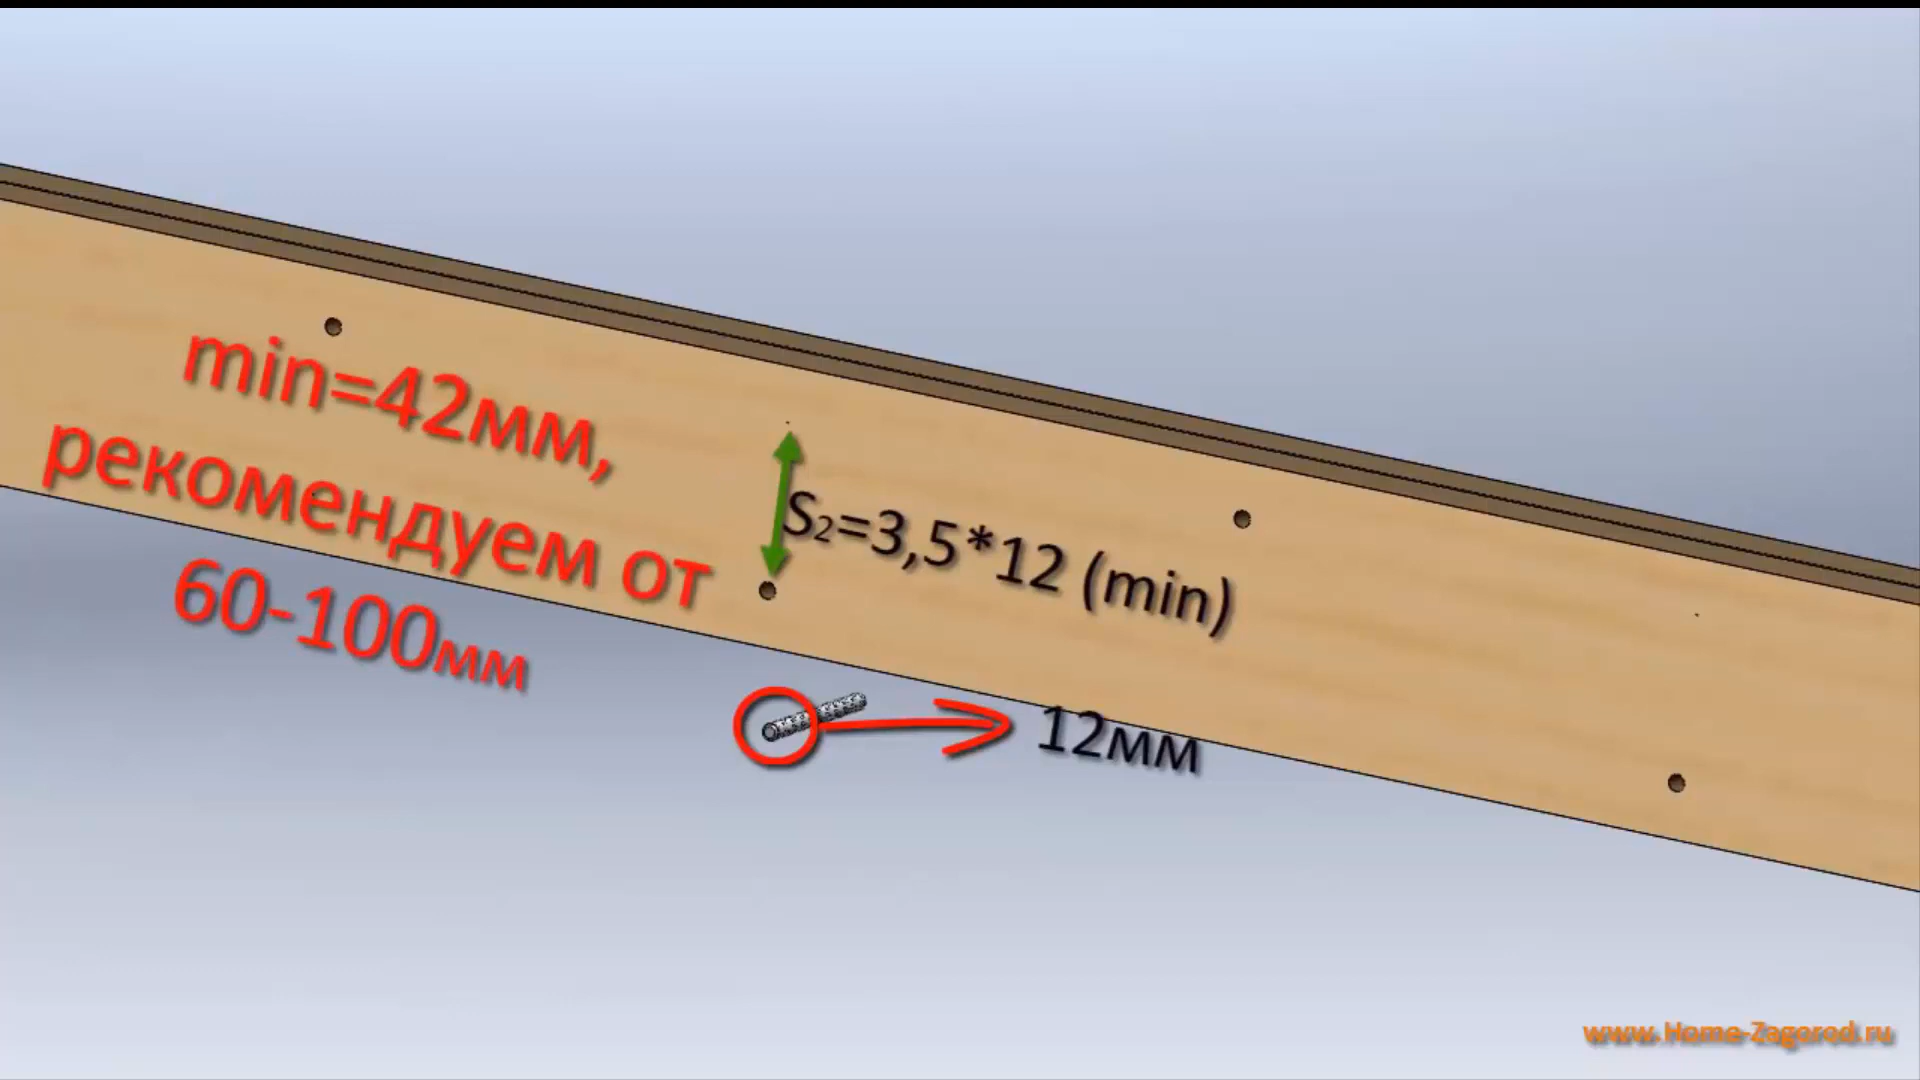 min=42мм,
рекомендуем от
60-100мм
S₂=3,5*12 (min)
12мм
www.Home-Zagorod.ru